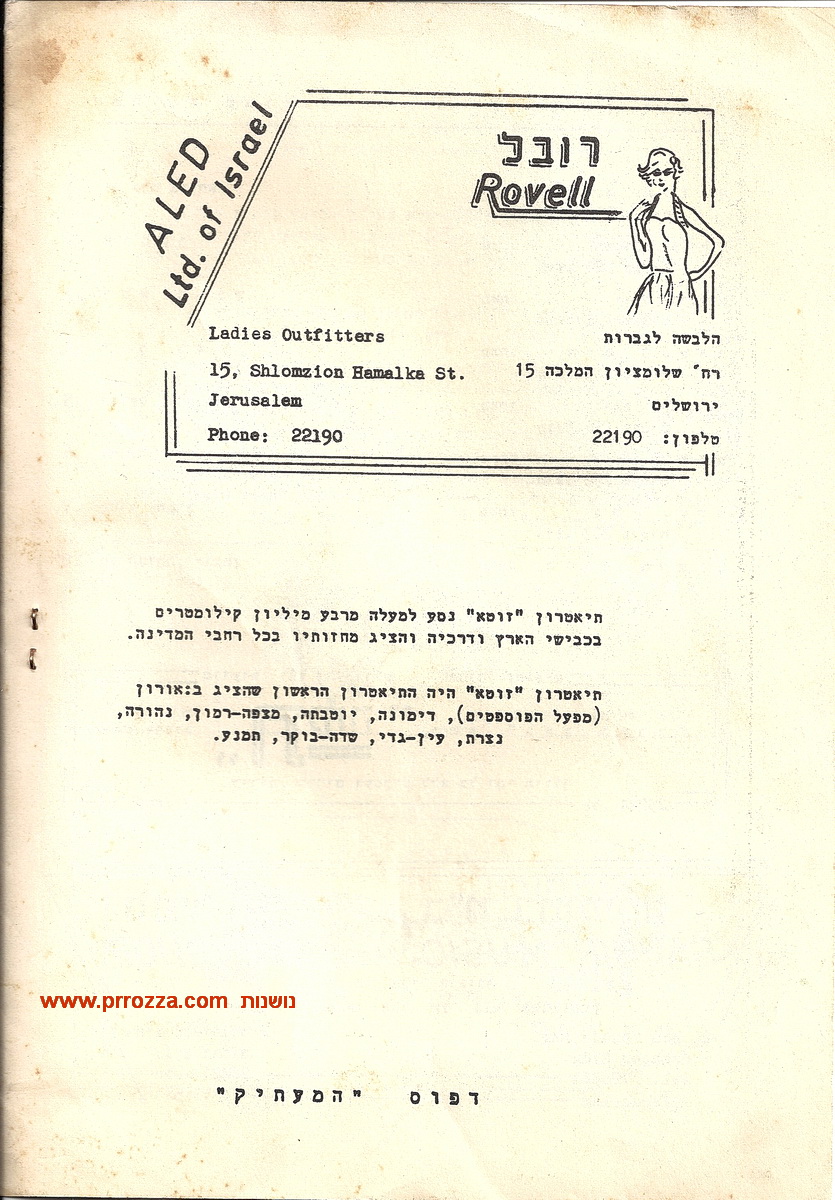 ALED
Ltd. of Israel
רובל
Rovell
Ladies Outfitters
הלבשה לגברות
15, Shlomzion Hamalka St.
רח' שלומציון המלכה 15
Jerusalem
ירושלים
Phone: 22190
טלפון: 22190
תיאטרון "זוטא" נסע למעלה מרבע מיליון קילומטרים
בכבישי הארץ ודרכיה והציג מחזותיו בכל רחבי המדינה.
תיאטרון "זוטא" היה התיאטרון הראשון שהציג ב:אורון
(מפעל הפוספטים), דימונה, יוטבתה, מצפה-רמון, נהורה,
נצרת, עין-גדי, שדה-בוקר, תמנע.
www.prrozza.com נושנות
דפוס "המעתיק"